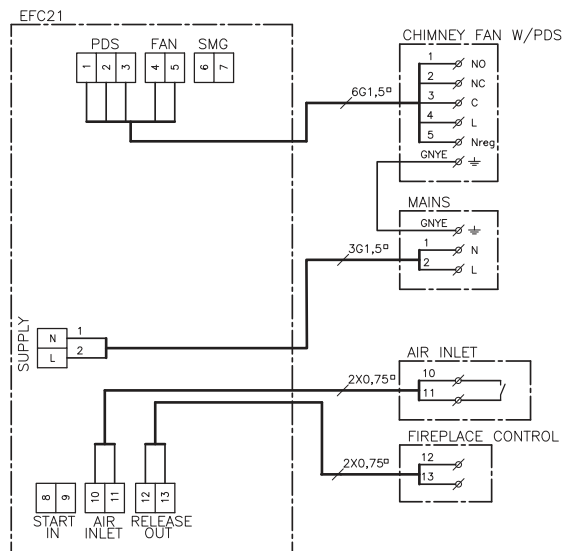 EFC21
PDS FAN SMG
1 2 3 4 5 6 7
CHIMNEY FAN W/PDS
6G1,5□
1 NO
2 NC
3 C
4 L
5 Nreg
GNYE ⏚
MAINS
GNYE ⏚
3G1,5□
1 N
2 L
SUPPLY
N 1
L 2
AIR INLET
2X0,75□
10
11
FIREPLACE CONTROL
2X0,75□
12
13
8 9 10 11 12 13
START IN
AIR INLET
RELEASE OUT